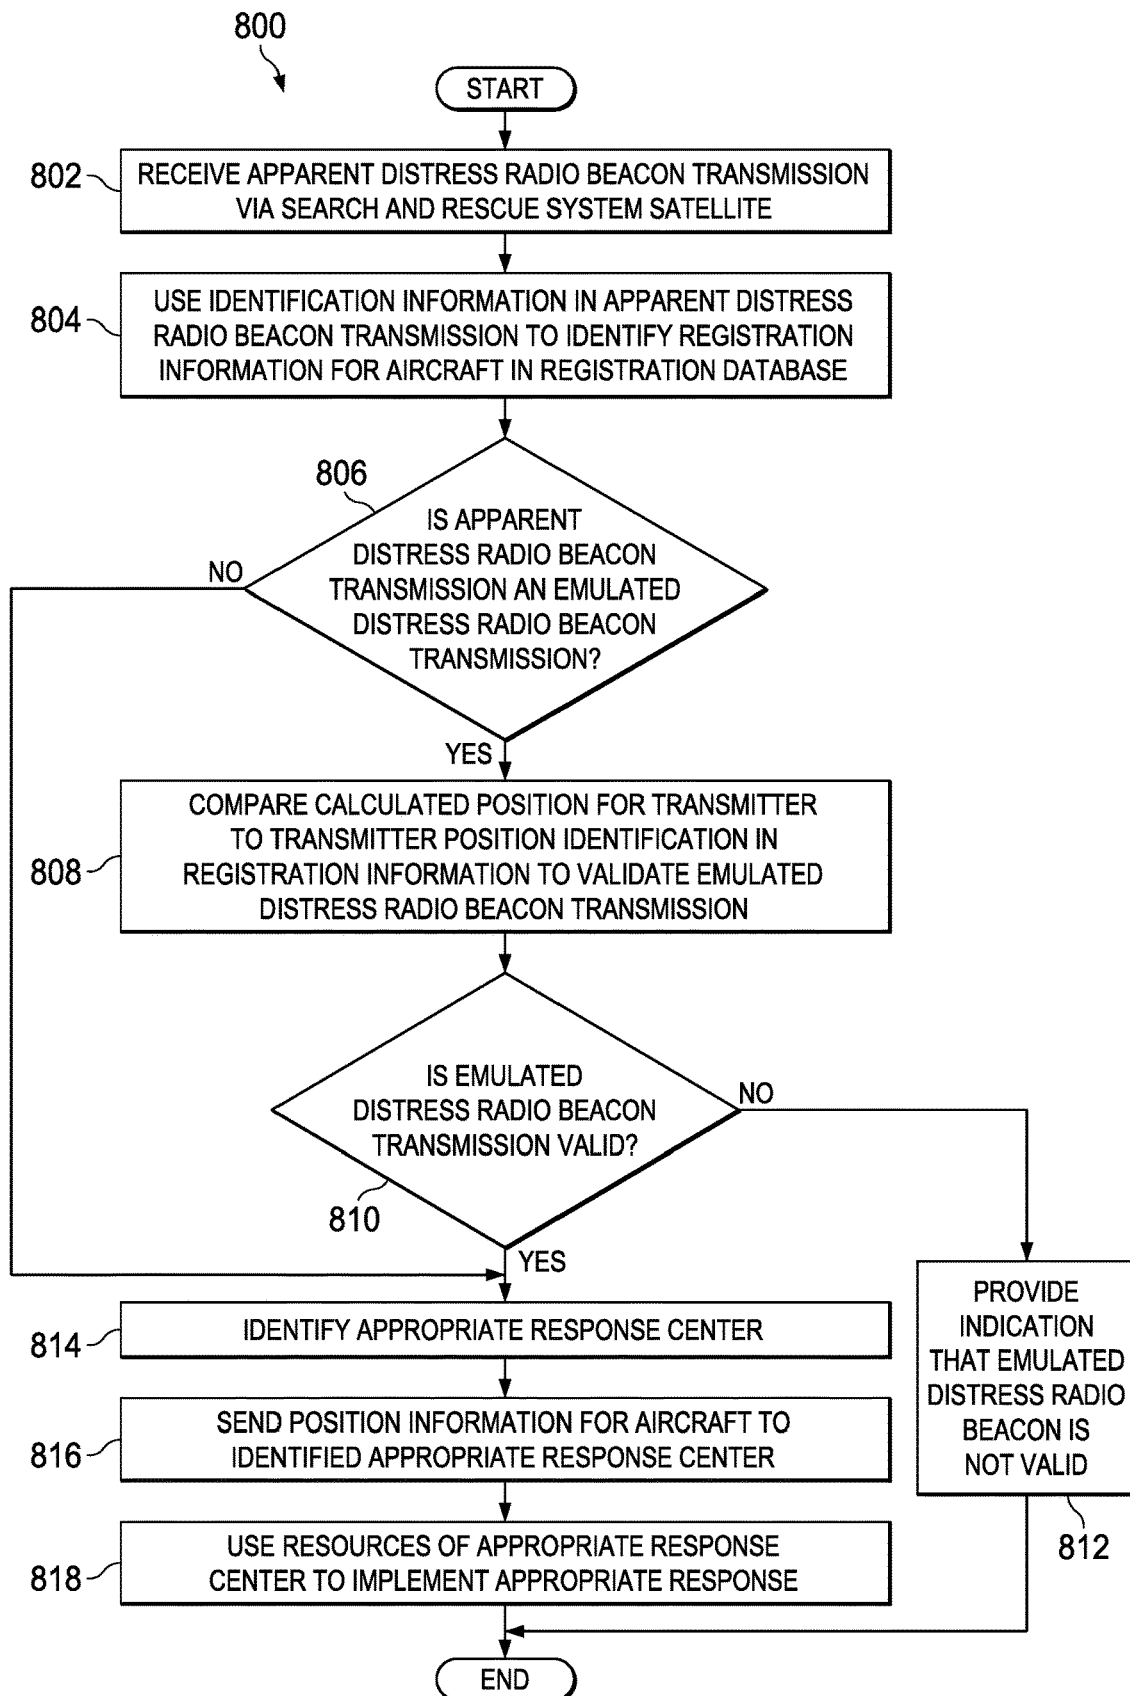 800
START
802
RECEIVE APPARENT DISTRESS RADIO BEACON TRANSMISSION
VIA SEARCH AND RESCUE SYSTEM SATELLITE
804
USE IDENTIFICATION INFORMATION IN APPARENT DISTRESS
RADIO BEACON TRANSMISSION TO IDENTIFY REGISTRATION
INFORMATION FOR AIRCRAFT IN REGISTRATION DATABASE
806
IS APPARENT
DISTRESS RADIO BEACON
TRANSMISSION AN EMULATED
DISTRESS RADIO BEACON
TRANSMISSION?
NO
YES
808
COMPARE CALCULATED POSITION FOR TRANSMITTER
TO TRANSMITTER POSITION IDENTIFICATION IN
REGISTRATION INFORMATION TO VALIDATE EMULATED
DISTRESS RADIO BEACON TRANSMISSION
IS EMULATED
DISTRESS RADIO BEACON
TRANSMISSION VALID?
NO
810
YES
814
IDENTIFY APPROPRIATE RESPONSE CENTER
816
SEND POSITION INFORMATION FOR AIRCRAFT TO
IDENTIFIED APPROPRIATE RESPONSE CENTER
818
USE RESOURCES OF APPROPRIATE RESPONSE
CENTER TO IMPLEMENT APPROPRIATE RESPONSE
PROVIDE
INDICATION
THAT EMULATED
DISTRESS RADIO
BEACON IS
NOT VALID
812
END